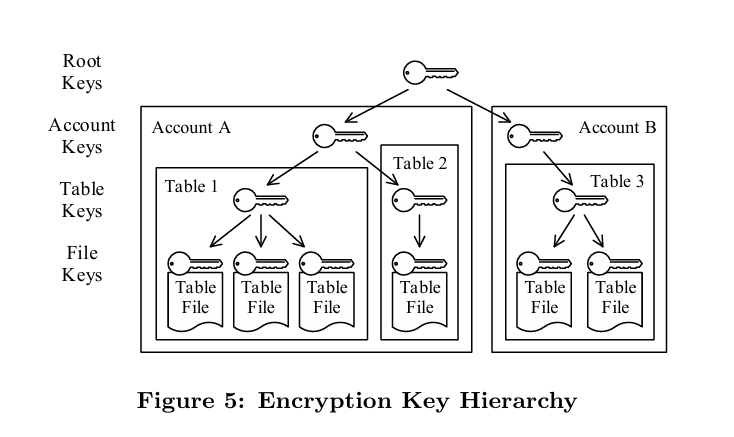 Root
Keys
Account
Keys
Account A
Account B
Table
Keys
Table 1
Table 2
Table 3
File
Keys
Table
File
Table
File
Table
File
Table
File
Table
File
Table
File
Figure 5: Encryption Key Hierarchy